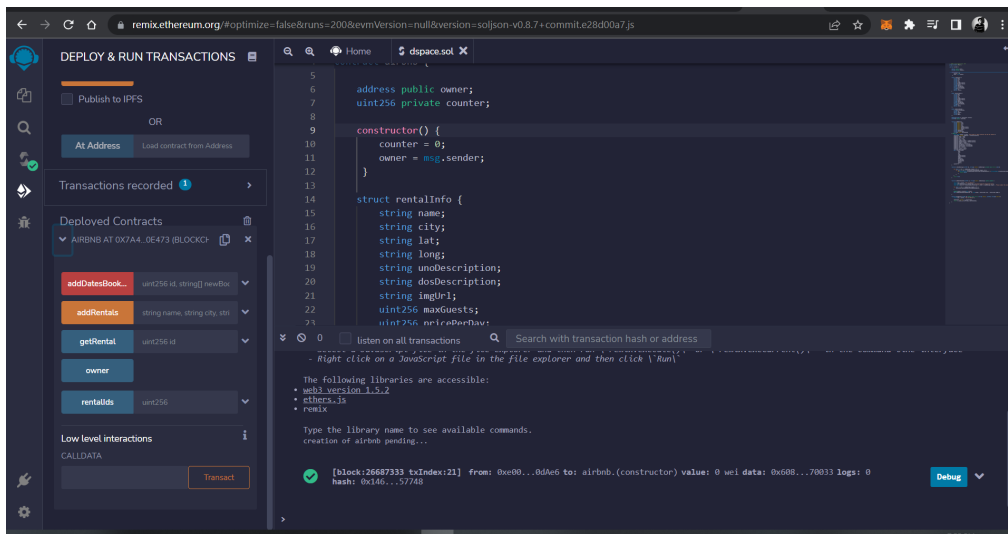 remix.ethereum.org/#optimize=false&runs=200&evmVersion=null&version=soljson-v0.8.7+commit.e28d00a7.js
DEPLOY & RUN TRANSACTIONS
Publish to IPFS
OR
At Address
Load contract from Address
Transactions recorded 1
Deployed Contracts
AIRBNB AT 0X7A4...0E473 (BLOCKCH
addDatesBook...
uint256 id, string[] newBoo
addRentals
string name, string city, stri
getRental
uint256 id
owner
rentalIds
uint256
Low level interactions
i
CALLDATA
Transact
Home
dspace.sol
5
6 address public owner;
7 uint256 private counter;
8
9 constructor() {
10 counter = 0;
11 owner = msg.sender;
12 }
13
14 struct rentalInfo {
15 string name;
16 string city;
17 string lat;
18 string long;
19 string unoDescription;
20 string dosDescription;
21 string imgUrl;
22 uint256 maxGuests;
23 uint256 pricePerDay;
0
listen on all transactions
Search with transaction hash or address
- Right click on a JavaScript file in the file explorer and then click \`Run\`
The following libraries are accessible:
• web3 version 1.5.2
• ethers.js
• remix
Type the library name to see available commands.
creation of airbnb pending...
[block:26687333 txIndex:21] from: 0xe00...0dAe6 to: airbnb.(constructor) value: 0 wei data: 0x608...70033 logs: 0
hash: 0x146...57748
Debug
>